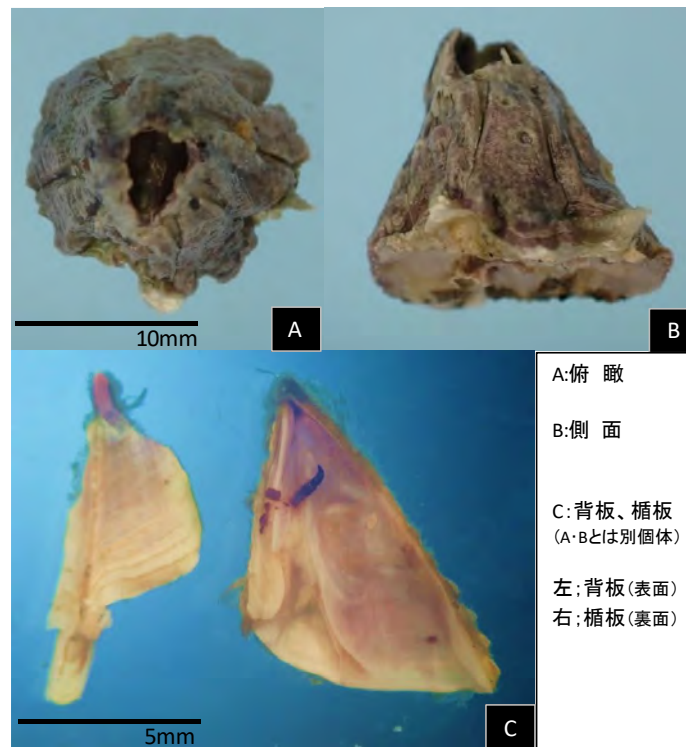 10mm
A
B
5mm
C
A:俯 瞰
B:側 面
C:背板、楯板
(A・Bとは別個体)
左;背板(表面)
右;楯板(裏面)